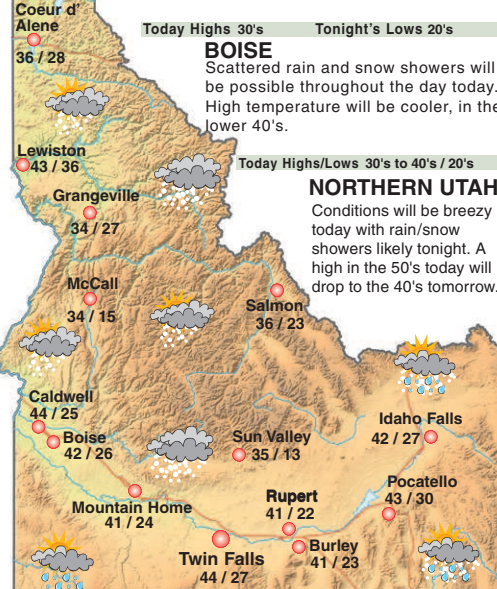 Coeur d'
Alene
36 / 28
Today Highs 30's Tonight's Lows 20's
BOISE
Scattered rain and snow showers will
be possible throughout the day today.
High temperature will be cooler, in the
lower 40's.
Today Highs/Lows 30's to 40's / 20's
NORTHERN UTAH
Conditions will be breezy
today with rain/snow
showers likely tonight. A
high in the 50's today will
drop to the 40's tomorrow.
Lewiston
43 / 36
Grangeville
34 / 27
McCall
34 / 15
Salmon
36 / 23
Caldwell
44 / 25
Boise
42 / 26
Sun Valley
35 / 13
Idaho Falls
42 / 27
Mountain Home
41 / 24
Rupert
41 / 22
Pocatello
43 / 30
Twin Falls
44 / 27
Burley
41 / 23